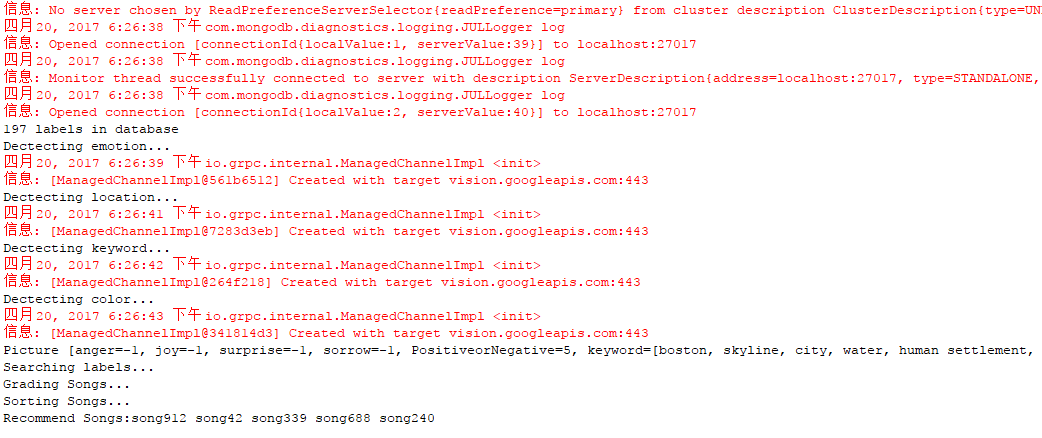 信息: No server chosen by ReadPreferenceServerSelector{readPreference=primary} from cluster description ClusterDescription{type=UN
四月 20, 2017 6:26:38 下午 com.mongodb.diagnostics.logging.JULLogger log
信息: Opened connection [connectionId{localValue:1, serverValue:39}] to localhost:27017
四月 20, 2017 6:26:38 下午 com.mongodb.diagnostics.logging.JULLogger log
信息: Monitor thread successfully connected to server with description ServerDescription{address=localhost:27017, type=STANDALONE,
四月 20, 2017 6:26:38 下午 com.mongodb.diagnostics.logging.JULLogger log
信息: Opened connection [connectionId{localValue:2, serverValue:40}] to localhost:27017
197 labels in database
Dectecting emotion...
四月 20, 2017 6:26:39 下午 io.grpc.internal.ManagedChannelImpl <init>
信息: [ManagedChannelImpl@561b6512] Created with target vision.googleapis.com:443
Dectecting location...
四月 20, 2017 6:26:41 下午 io.grpc.internal.ManagedChannelImpl <init>
信息: [ManagedChannelImpl@7283d3eb] Created with target vision.googleapis.com:443
Dectecting keyword...
四月 20, 2017 6:26:42 下午 io.grpc.internal.ManagedChannelImpl <init>
信息: [ManagedChannelImpl@264f218] Created with target vision.googleapis.com:443
Dectecting color...
四月 20, 2017 6:26:43 下午 io.grpc.internal.ManagedChannelImpl <init>
信息: [ManagedChannelImpl@341814d3] Created with target vision.googleapis.com:443
Picture [anger=-1, joy=-1, surprise=-1, sorrow=-1, PositiveorNegative=5, keyword=[boston, skyline, city, water, human settlement,
Searching labels...
Grading Songs...
Sorting Songs...
Recommend Songs:song912 song42 song339 song688 song240